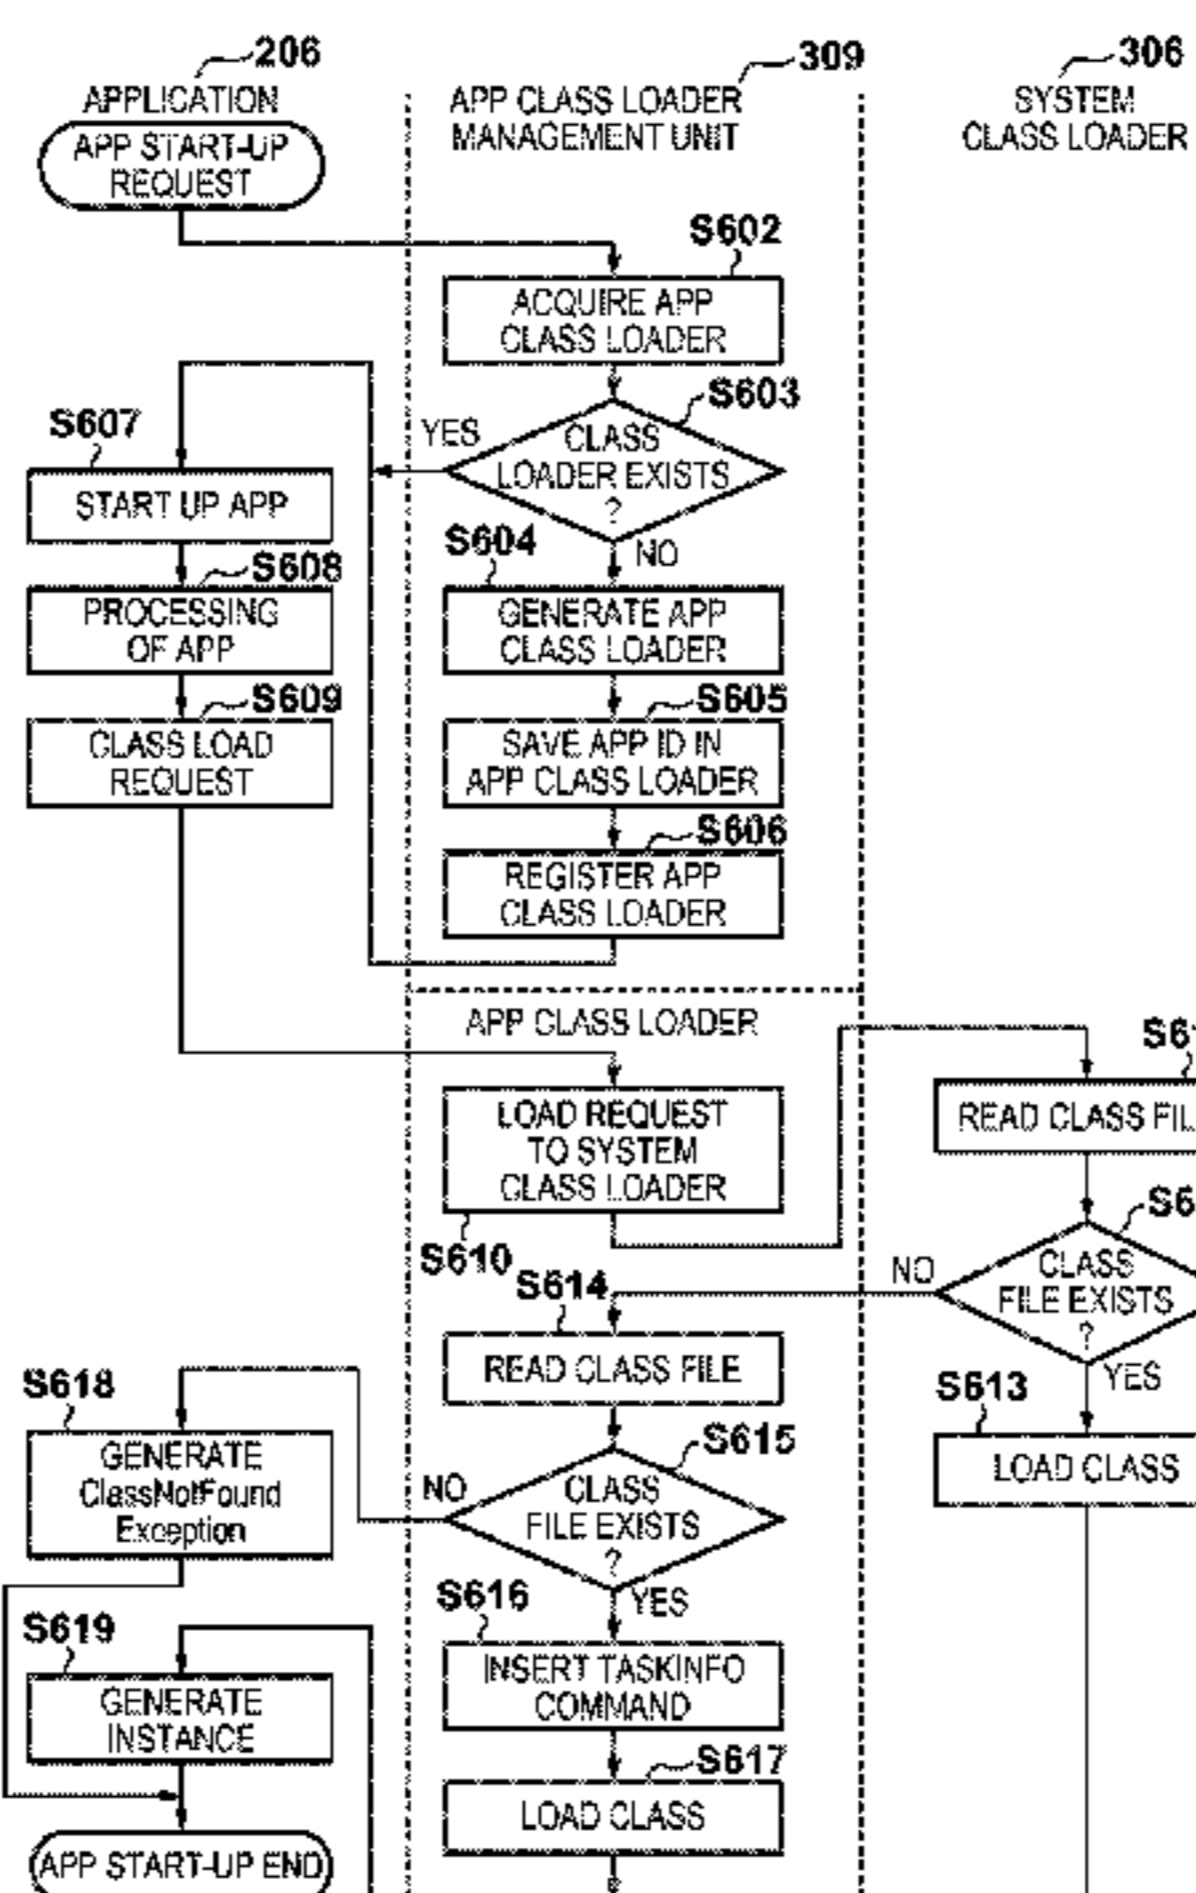 206
APPLICATION
APP START-UP
REQUEST
309
APP CLASS LOADER
MANAGEMENT UNIT
306
SYSTEM
CLASS LOADER
S602
ACQUIRE APP
CLASS LOADER
S603
YES
CLASS
LOADER EXISTS
?
NO
S607
START UP APP
S604
GENERATE APP
CLASS LOADER
S608
PROCESSING
OF APP
S605
SAVE APP ID IN
APP CLASS LOADER
S609
CLASS LOAD
REQUEST
S606
REGISTER APP
CLASS LOADER
APP CLASS LOADER
LOAD REQUEST
TO SYSTEM
CLASS LOADER
S610
READ CLASS
CLASS
FILE EXISTS
?
NO
YES
S614
READ CLASS FILE
S613
LOAD CLASS
S618
GENERATE
ClassNotFound
Exception
S615
NO
CLASS
FILE EXISTS
?
YES
S616
INSERT TASKINFO
COMMAND
S619
GENERATE
INSTANCE
S617
LOAD CLASS
APP START-UP END